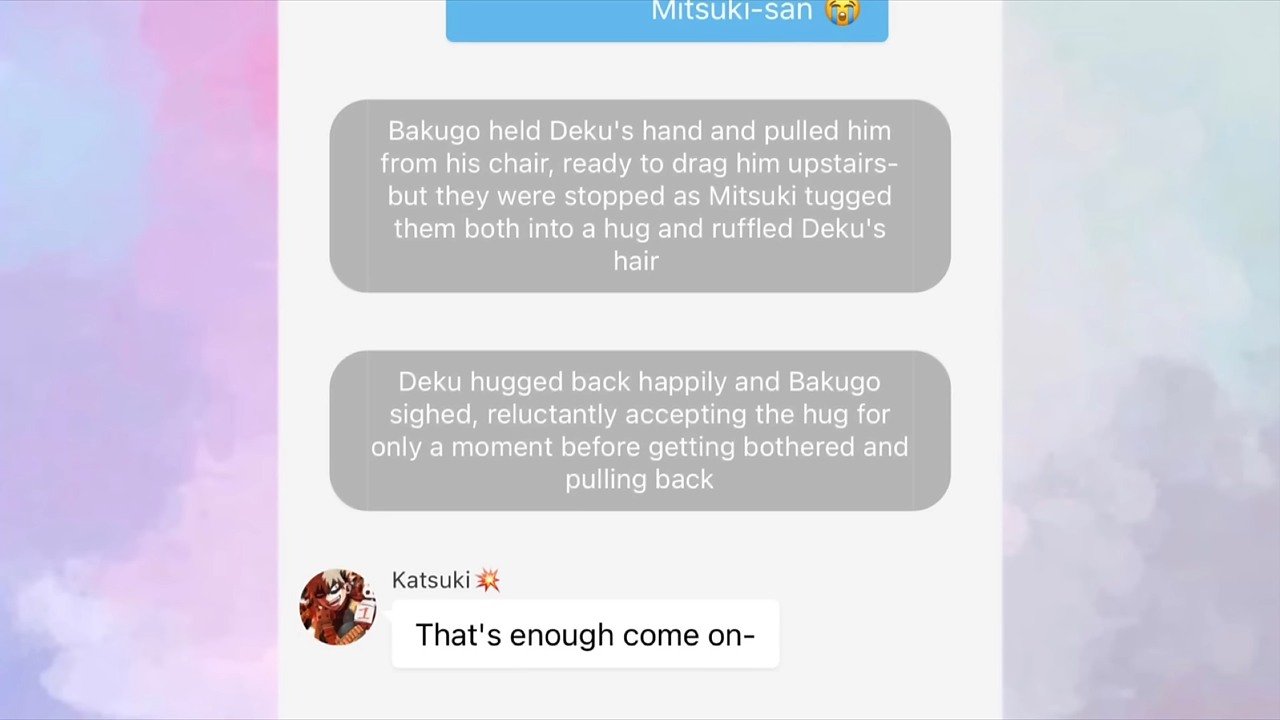 Mitsuki-san 😭
Bakugo held Deku's hand and pulled him
from his chair, ready to drag him upstairs-
but they were stopped as Mitsuki tugged
them both into a hug and ruffled Deku's
hair
Deku hugged back happily and Bakugo
sighed, reluctantly accepting the hug for
only a moment before getting bothered and
pulling back
Katsuki💥
1
That's enough come on-